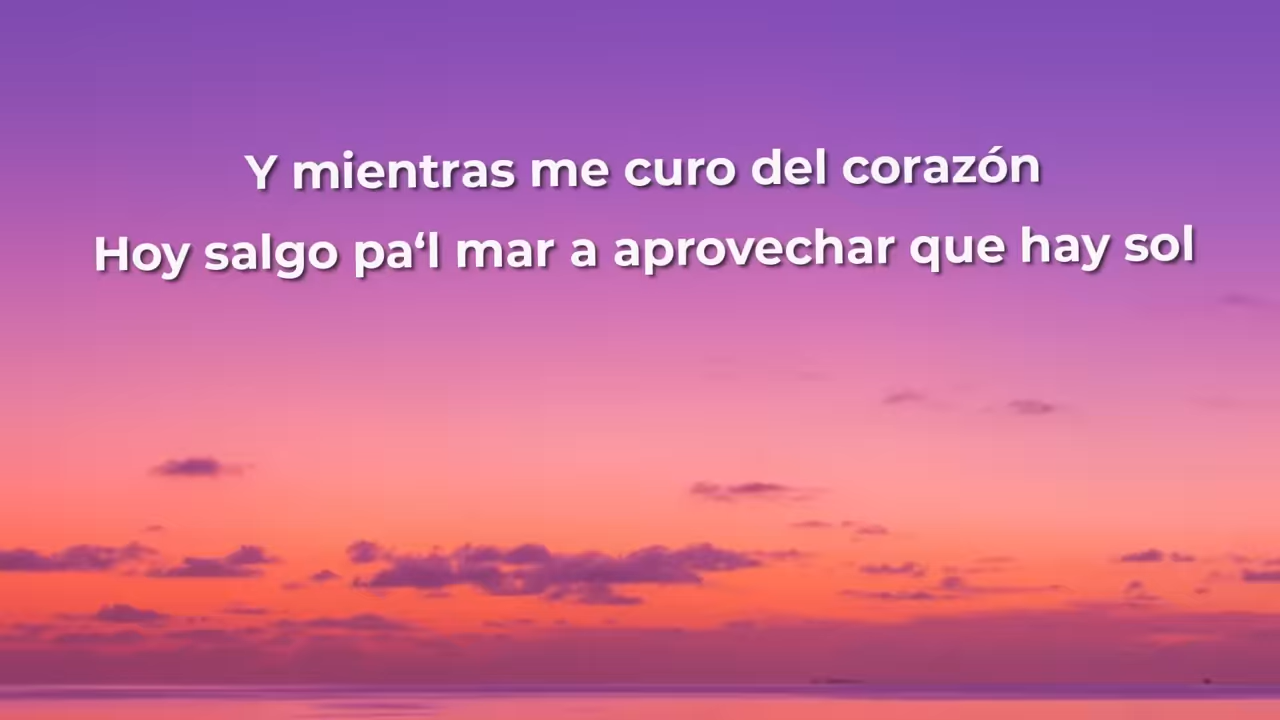 Y mientras me curo del corazón
Hoy salgo pa‘l mar a aprovechar que hay sol